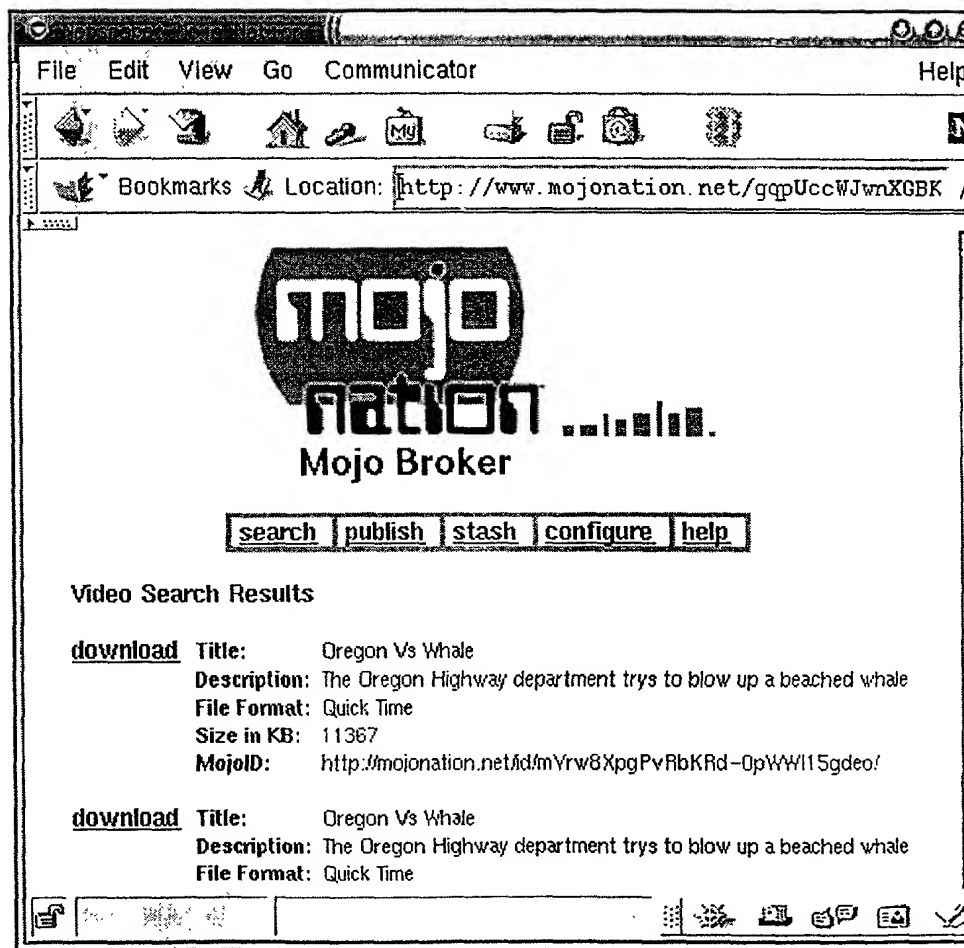 File Edit View Go Communicator Help
My
Bookmarks Location: http://www.mojonation.net/gqpUccWJwnXGBK /
mojo
nation
Mojo Broker
search publish stash configure help
Video Search Results
download Title: Oregon Vs Whale
Description: The Oregon Highway department trys to blow up a beached whale
File Format: Quick Time
Size in KB: 11367
MojoID: http://mojonation.net/id/mYrw8XpgPvRbKRd-0pWWl15gdeo/
download Title: Oregon Vs Whale
Description: The Oregon Highway department trys to blow up a beached whale
File Format: Quick Time